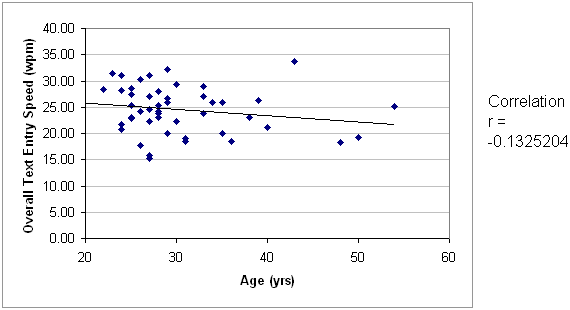 40.00
35.00
30.00
25.00
20.00
15.00
10.00
5.00
0.00
Overall Text Entry Speed (wpm)
20 30 40 50 60
Age (yrs)
Correlation
r =
-0.1325204